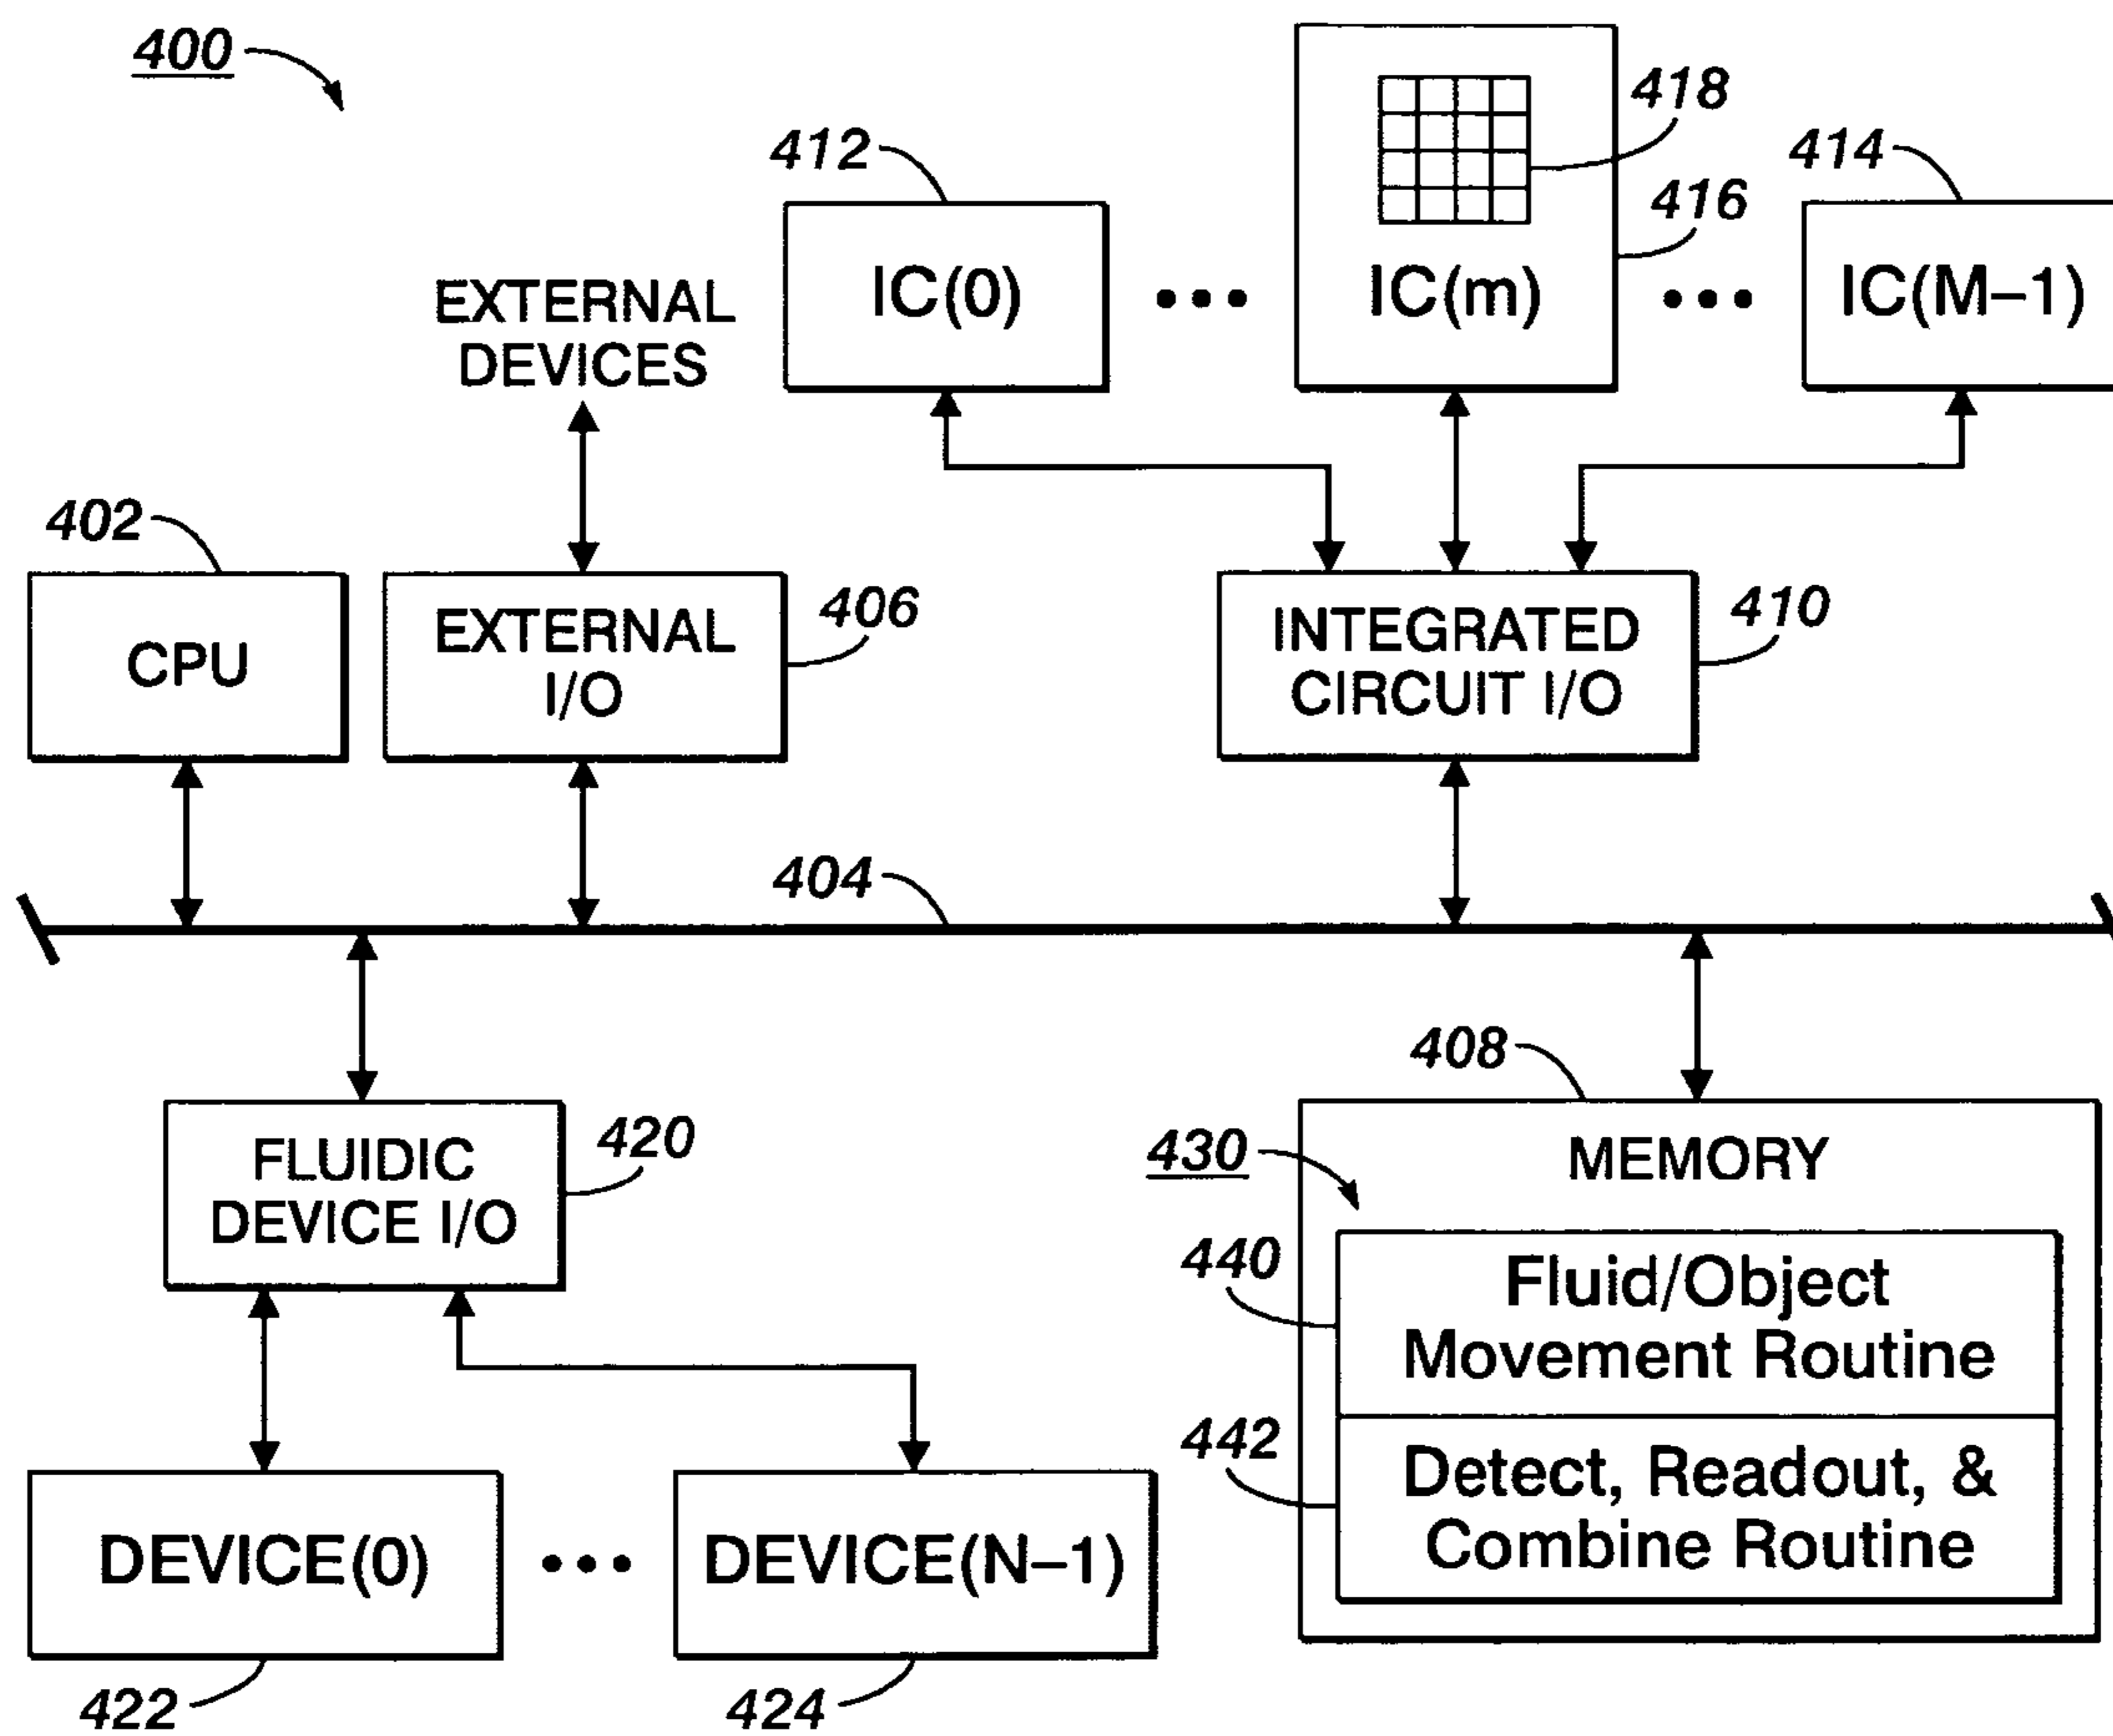 400
418
412
414
416
IC(0)
•••
IC(m)
•••
IC(M–1)
EXTERNAL
DEVICES
402
406
410
CPU
EXTERNAL
I/O
INTEGRATED
CIRCUIT I/O
404
408
420
430
MEMORY
FLUIDIC
DEVICE I/O
440
Fluid/Object
Movement Routine
442
Detect, Readout, &
Combine Routine
DEVICE(0)
•••
DEVICE(N–1)
422
424